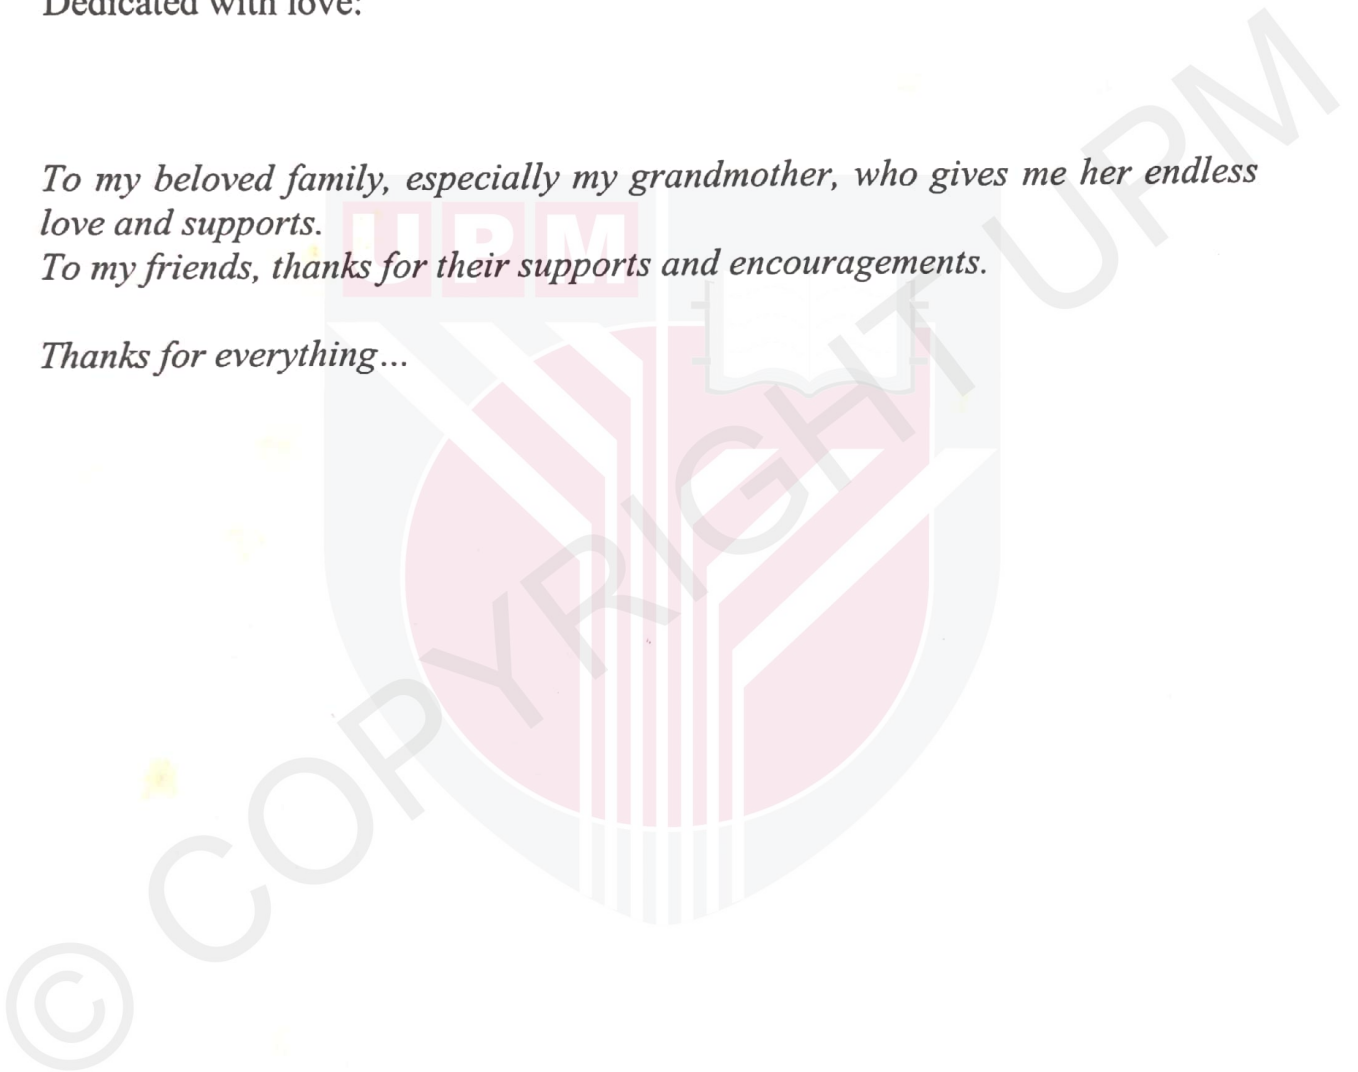 Dedicated with love:
To my beloved family, especially my grandmother, who gives me her endless
love and supports.
To my friends, thanks for their supports and encouragements.
Thanks for everything...
UPM
© COPYRIGHT UPM